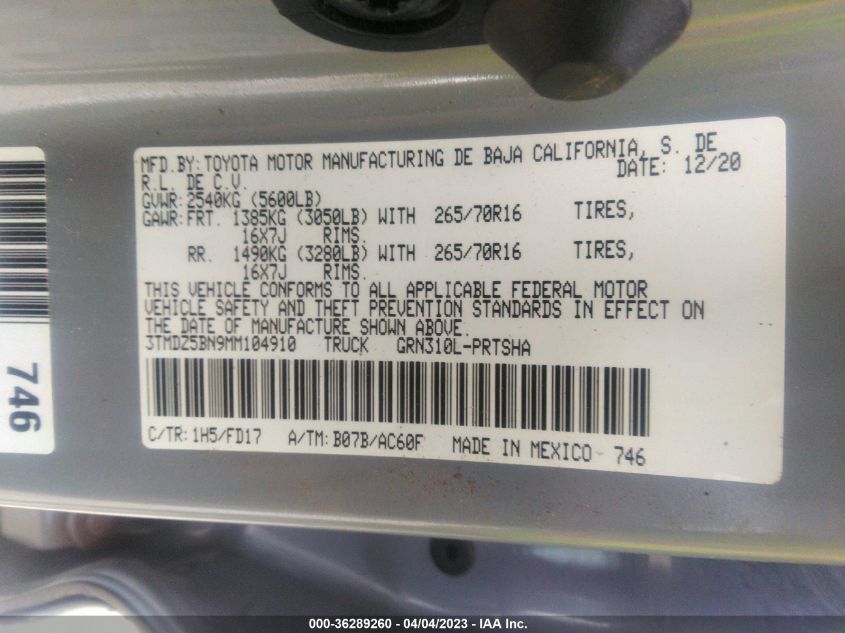 MFD.BY:TOYOTA MOTOR MANUFACTURING DE BAJA CALIFORNIA, S. DE
R.L. DE C.V. DATE: 12/20
GVWR:2540KG (5600LB)
GAWR:FRT. 1385KG (3050LB) WITH 265/70R16 TIRES,
16X7J RIMS.
RR. 1490KG (3280LB) WITH 265/70R16 TIRES,
16X7J RIMS.
THIS VEHICLE CONFORMS TO ALL APPLICABLE FEDERAL MOTOR
VEHICLE SAFETY AND THEFT PREVENTION STANDARDS IN EFFECT ON
THE DATE OF MANUFACTURE SHOWN ABOVE.
3TMDZ5BN9MM104910 TRUCK GRN310L-PRTSHA
C/TR: 1H5/FD17 A/TM: B07B/AC60F MADE IN MEXICO 746
746
000-36289260 - 04/04/2023 - IAA Inc.